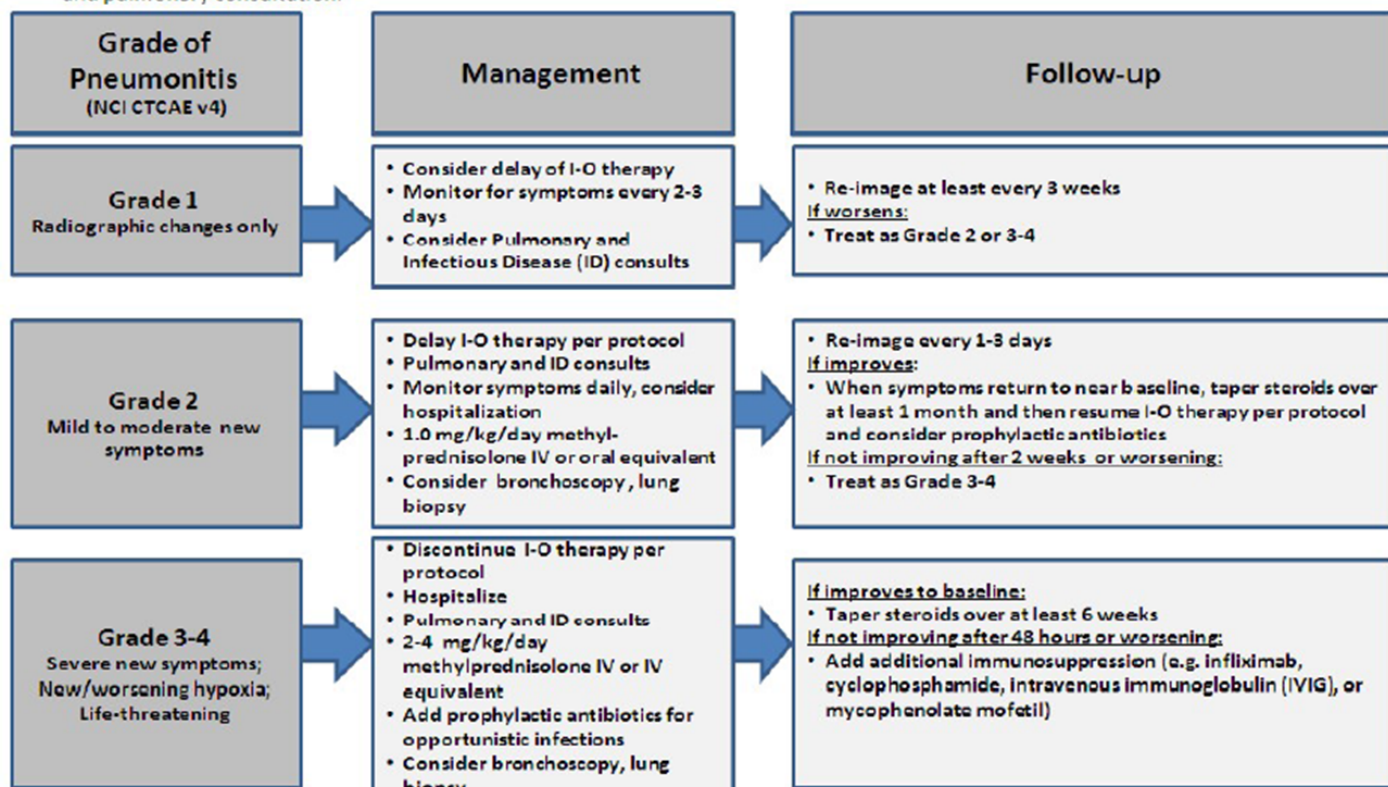 and pulmonary consultation.
Grade of
Pneumonitis
(NCI CTCAE v4)
Management
Follow-up
Grade 1
Radiographic changes only
• Consider delay of I-O therapy
• Monitor for symptoms every 2-3
days
• Consider Pulmonary and
Infectious Disease (ID) consults
• Re-image at least every 3 weeks
If worsens:
• Treat as Grade 2 or 3-4
Grade 2
Mild to moderate new
symptoms
• Delay I-O therapy per protocol
• Pulmonary and ID consults
• Monitor symptoms daily, consider
hospitalization
• 1.0 mg/kg/day methyl-
prednisolone IV or oral equivalent
• Consider bronchoscopy, lung
biopsy
• Re-image every 1-3 days
If improves:
• When symptoms return to near baseline, taper steroids over
at least 1 month and then resume I-O therapy per protocol
and consider prophylactic antibiotics
If not improving after 2 weeks or worsening:
• Treat as Grade 3-4
Grade 3-4
Severe new symptoms;
New/worsening hypoxia;
Life-threatening
• Discontinue I-O therapy per
protocol
• Hospitalize
• Pulmonary and ID consults
• 2-4 mg/kg/day
methylprednisolone IV or IV
equivalent
• Add prophylactic antibiotics for
opportunistic infections
• Consider bronchoscopy, lung
biopsy
If improves to baseline:
• Taper steroids over at least 6 weeks
If not improving after 48 hours or worsening:
• Add additional immunosuppression (e.g. infliximab,
cyclophosphamide, intravenous immunoglobulin (IVIG), or
mycophenolate mofetil)